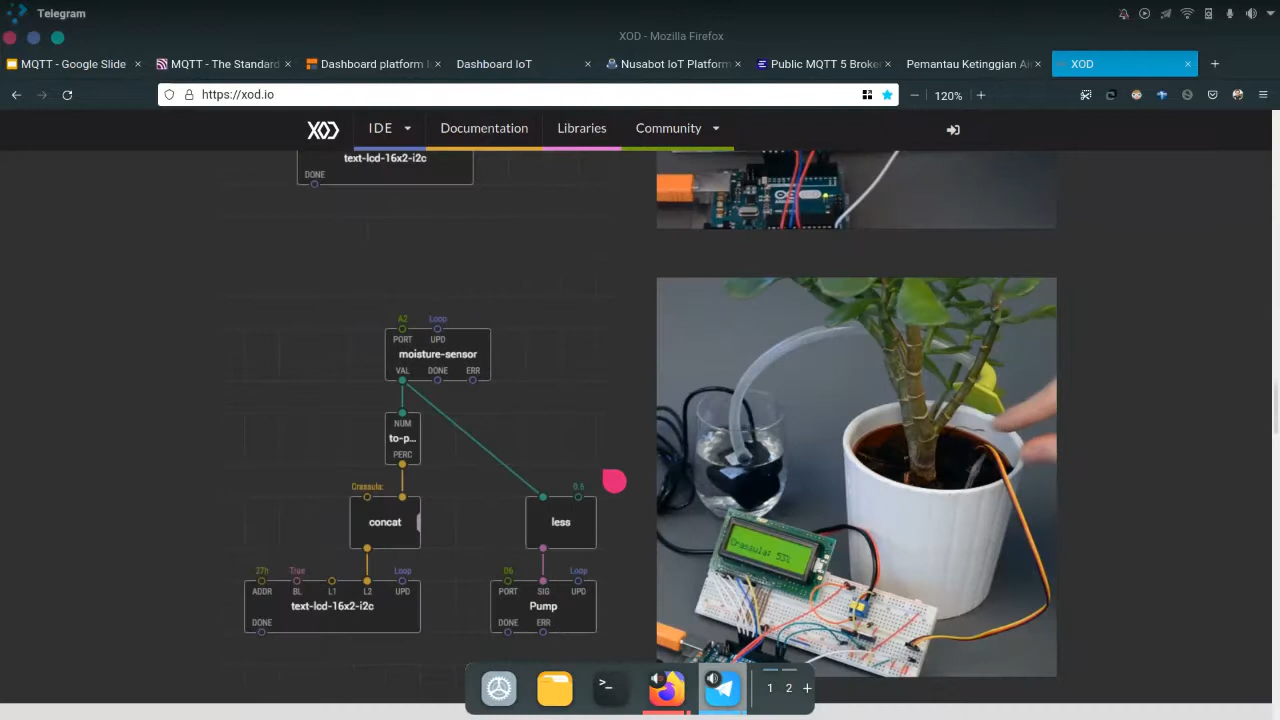 Telegram
XOD - Mozilla Firefox
MQTT - Google Slide
MQTT - The Standard
Dashboard platform I
Dashboard IoT
Nusabot IoT Platform
Public MQTT 5 Broke
Pemantau Ketinggian Ai
XOD
https://xod.io
120%
XOD
IDE
Documentation
Libraries
Community
text-lcd-16x2-i2c
DONE
A2 Loop
PORT UPD
moisture-sensor
VAL DONE ERR
NUM
to-p...
PERC
Crassula:
0.6
concat
less
27h True Loop
D6 Loop
ADDR BL L1 L2 UPD
PORT SIG UPD
text-lcd-16x2-i2c
Pump
DONE
DONE ERR
Crassula: 53%
1 2 +